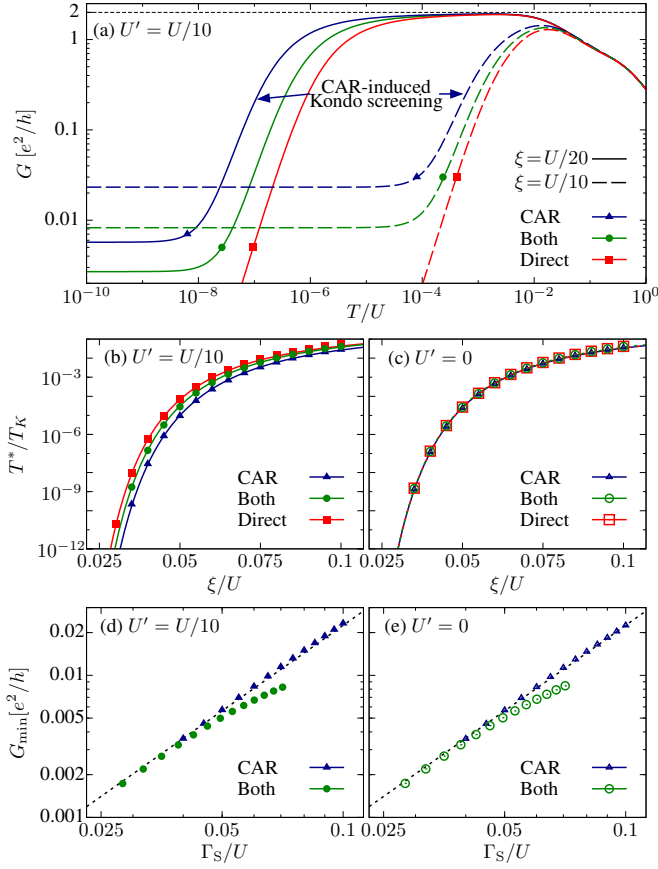 2
(a) U′ = U/10
CAR-induced
Kondo screening
1
G [e²/h]
0.1
ξ = U/20
ξ = U/10
CAR
0.01
Both
Direct
10⁻¹⁰ 10⁻⁸ 10⁻⁶ 10⁻⁴ 10⁻² 10⁰
T/U
(b) U′ = U/10 (c) U′ = 0
10⁻³
T*/T_K
10⁻⁶
10⁻⁹
10⁻¹²
CAR CAR
Both Both
Direct Direct
0.025 0.05 0.075 0.1 0.025 0.05 0.075 0.1
ξ/U ξ/U
(d) U′ = U/10 (e) U′ = 0
0.02
0.01
G_min[e²/h]
0.005
0.002
0.001
CAR CAR
Both Both
0.025 0.05 0.1 0.025 0.05 0.1
Γ_S/U Γ_S/U